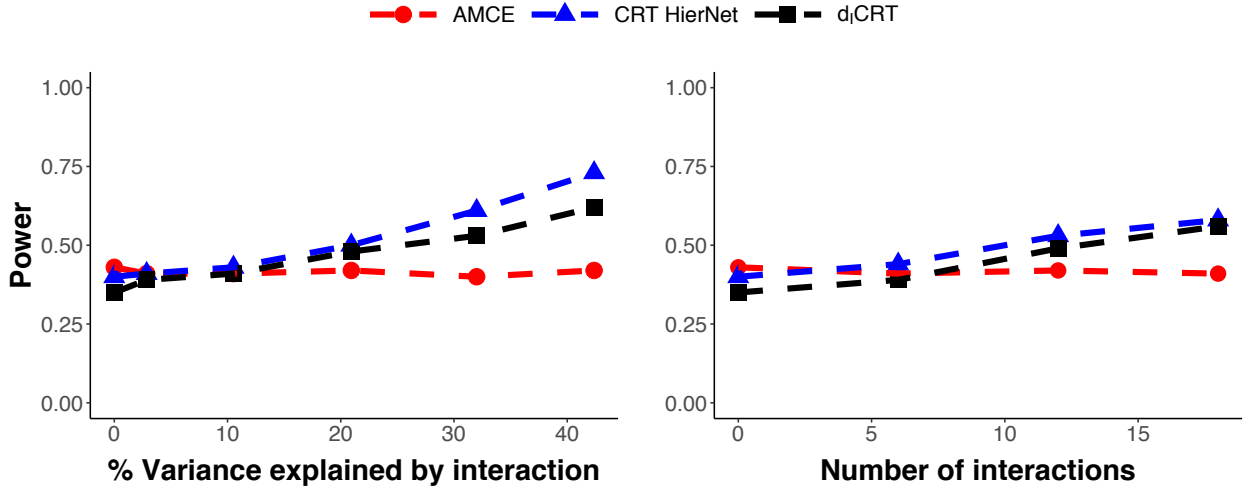 AMCE CRT HierNet dₗCRT
Power
1.00
0.75
0.50
0.25
0.00
0 10 20 30 40
% Variance explained by interaction
1.00
0.75
0.50
0.25
0.00
0 5 10 15
Number of interactions